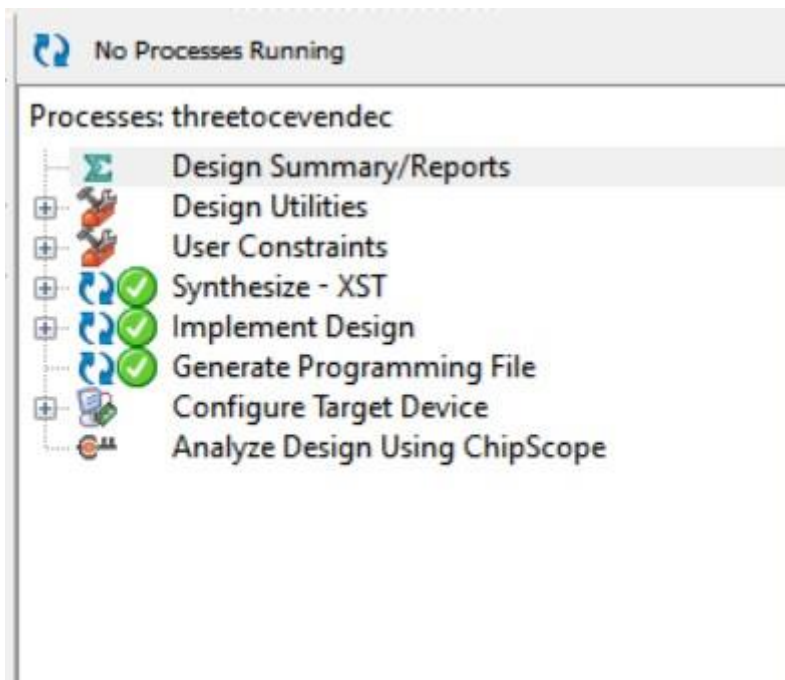 No Processes Running
Processes: threetocevendec
Design Summary/Reports
Design Utilities
User Constraints
Synthesize - XST
Implement Design
Generate Programming File
Configure Target Device
Analyze Design Using ChipScope